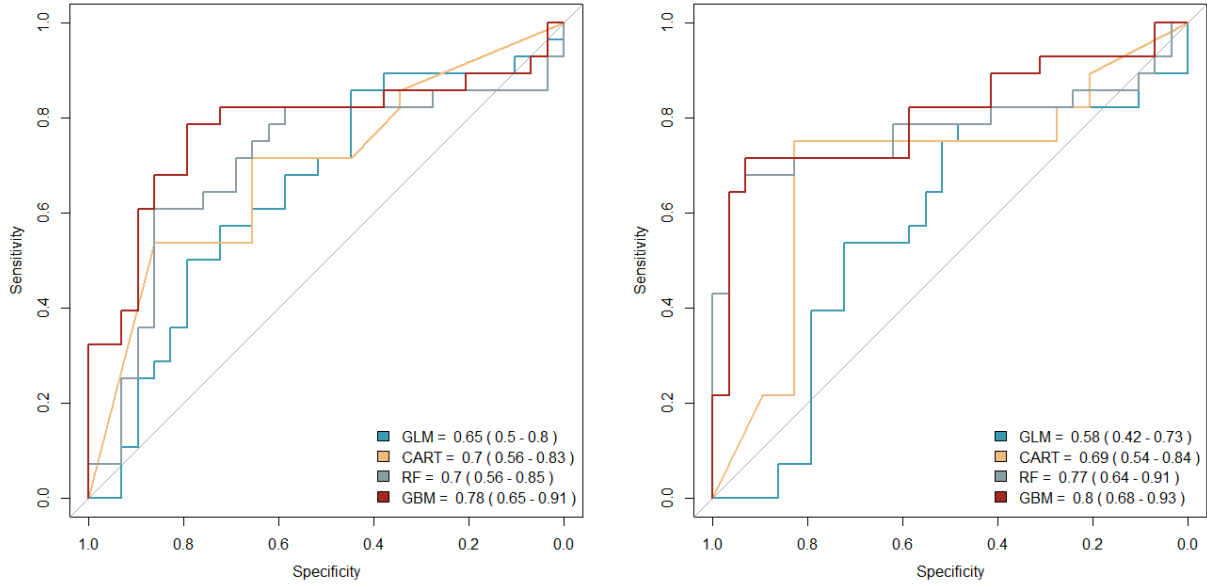 1.0
0.8
0.6
0.4
0.2
0.0
Sensitivity
GLM = 0.65 ( 0.5 - 0.8 )
CART = 0.7 ( 0.56 - 0.83 )
RF = 0.7 ( 0.56 - 0.85 )
GBM = 0.78 ( 0.65 - 0.91 )
1.0 0.8 0.6 0.4 0.2 0.0
Specificity
1.0
0.8
0.6
0.4
0.2
0.0
Sensitivity
GLM = 0.58 ( 0.42 - 0.73 )
CART = 0.69 ( 0.54 - 0.84 )
RF = 0.77 ( 0.64 - 0.91 )
GBM = 0.8 ( 0.68 - 0.93 )
1.0 0.8 0.6 0.4 0.2 0.0
Specificity